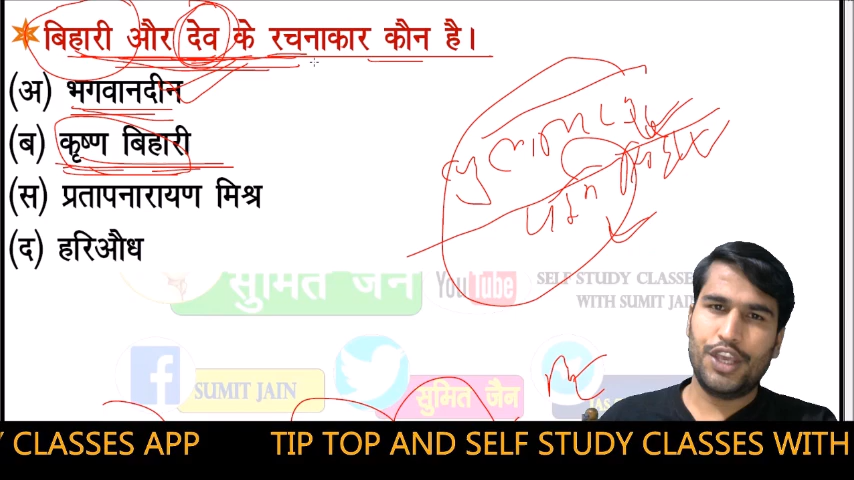 बिहारी और देव के रचनाकार कौन है।
(अ) भगवानदीन
(ब) कृष्ण बिहारी
(स) प्रतापनारायण मिश्र
(द) हरिऔध
सुमित जैन
YouTube
SELF STUDY CLASSES
WITH SUMIT JAIN
SUMIT JAIN
सुमित जैन
Y CLASSES APP TIP TOP AND SELF STUDY CLASSES WITH